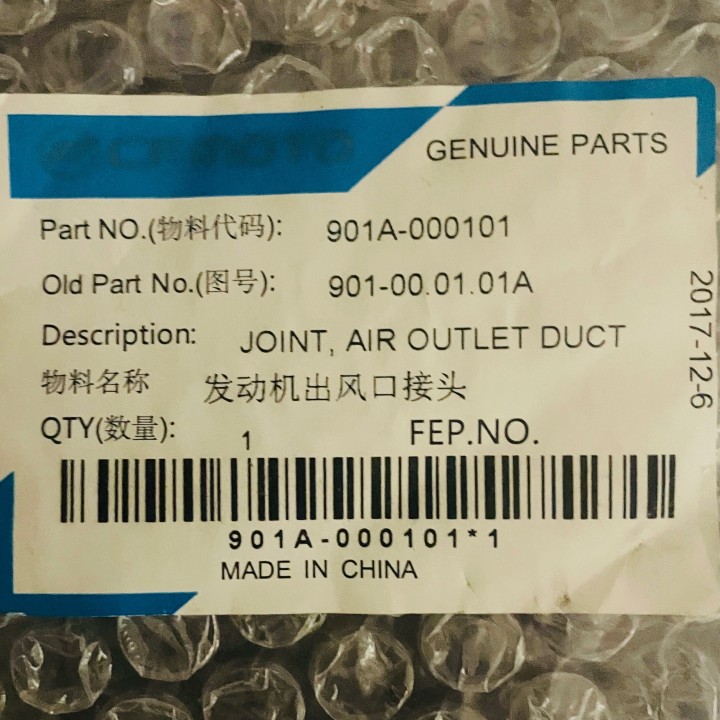 CFMOTO
GENUINE PARTS
Part NO.(物料代码): 901A-000101
Old Part No.(图号): 901-00.01.01A
Description: JOINT, AIR OUTLET DUCT
物料名称 发动机出风口接头
QTY(数量): 1 FEP.NO.
901A-000101*1
MADE IN CHINA
2017-12-6